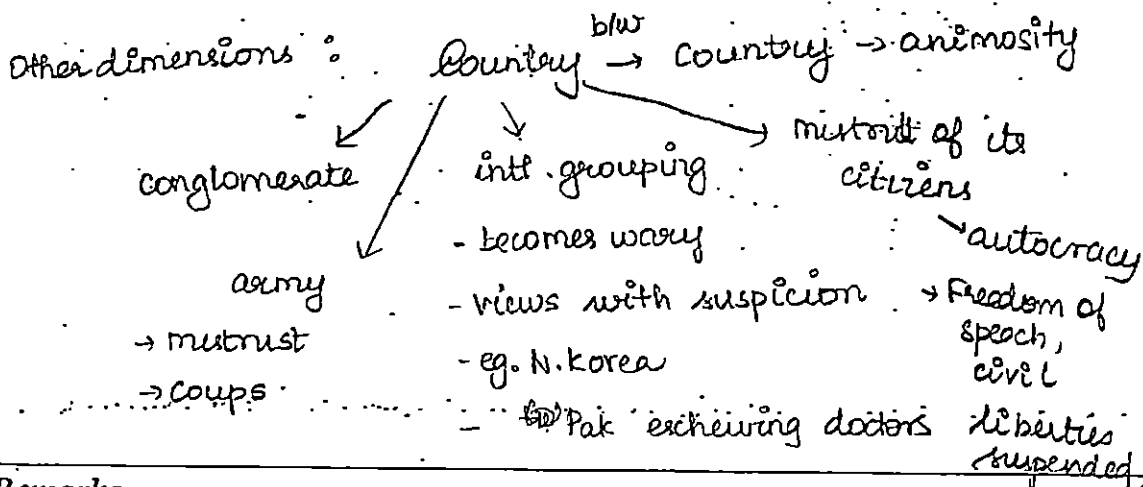 b/w
Other dimensions : Country → Country → animosity
conglomerate
intl. grouping
mistrust of its
citizens
- becomes wary
→ autocracy
army
- views with suspicion
→ Freedom of
speech,
civil
liberties
suspended
→ mistrust
- eg. N. Korea
→ coups
- Pak eschewing doctors
Remarks